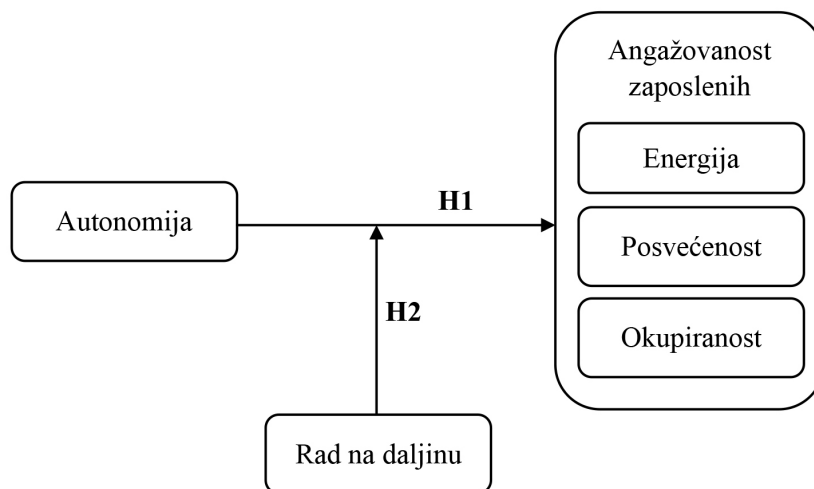 Angažovanost
zaposlenih
Energija
H1
Autonomija
Posvećenost
H2
Okupiranost
Rad na daljinu